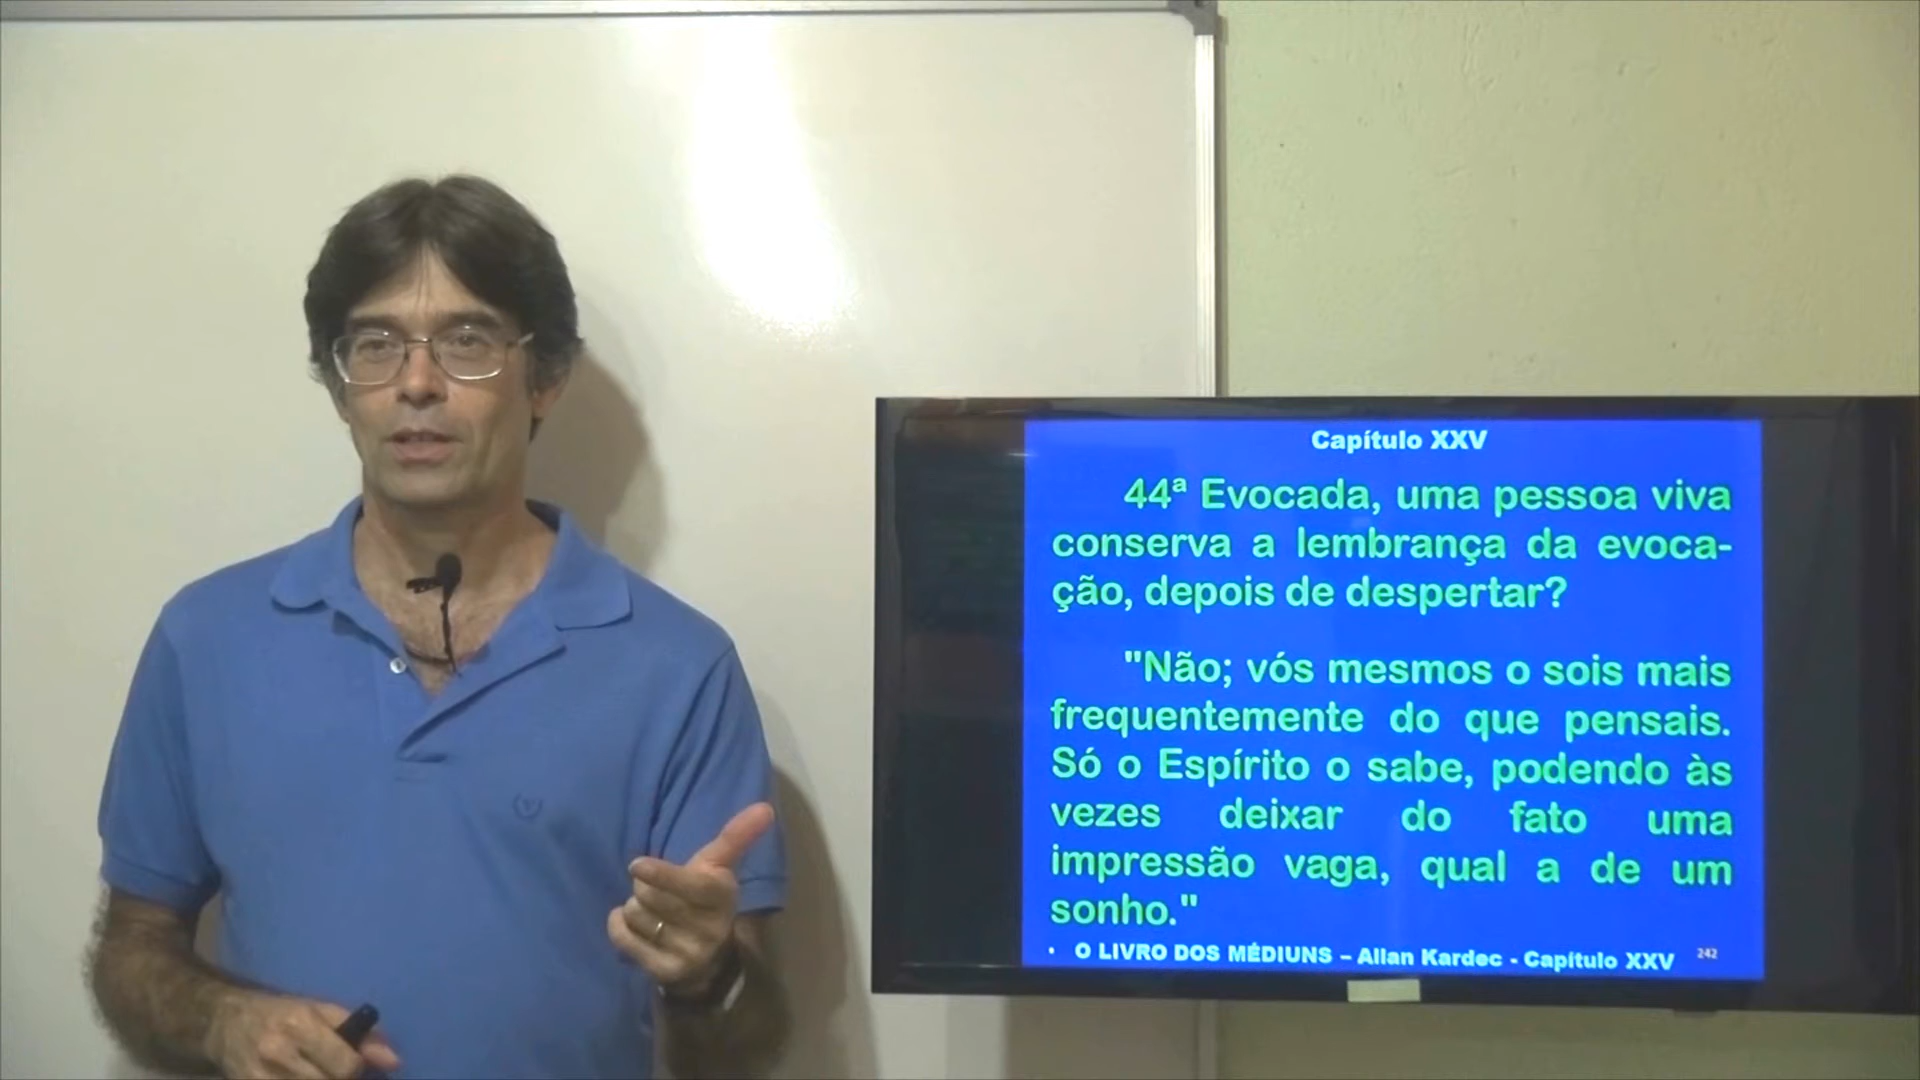 Capítulo XXV
44ª Evocada, uma pessoa viva
conserva a lembrança da evoca-
ção, depois de despertar?
"Não; vós mesmos o sois mais
frequentemente do que pensais.
Só o Espírito o sabe, podendo às
vezes deixar do fato uma
impressão vaga, qual a de um
sonho."
• O LIVRO DOS MÉDIUNS – Allan Kardec - Capítulo XXV 242